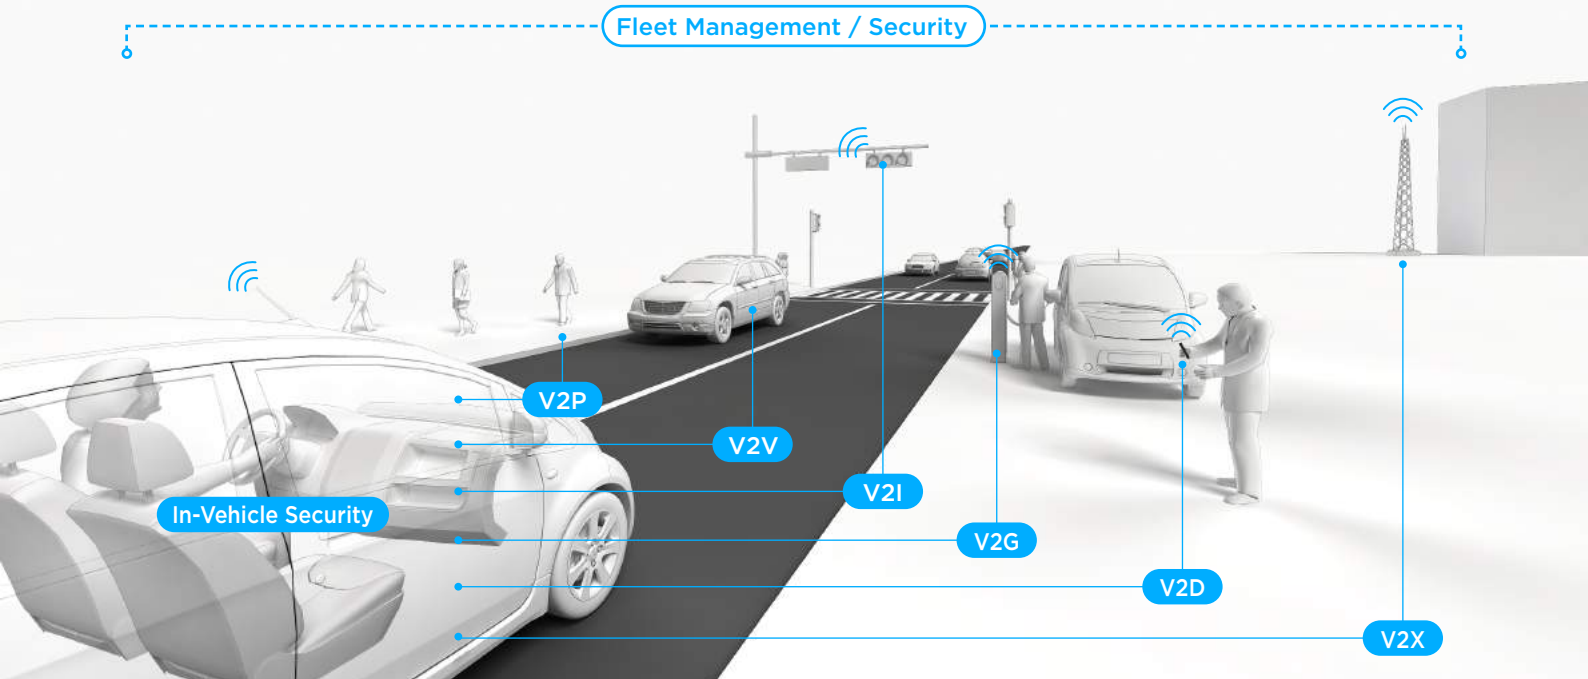 Fleet Management / Security
V2P
V2V
V2I
In-Vehicle Security
V2G
V2D
V2X